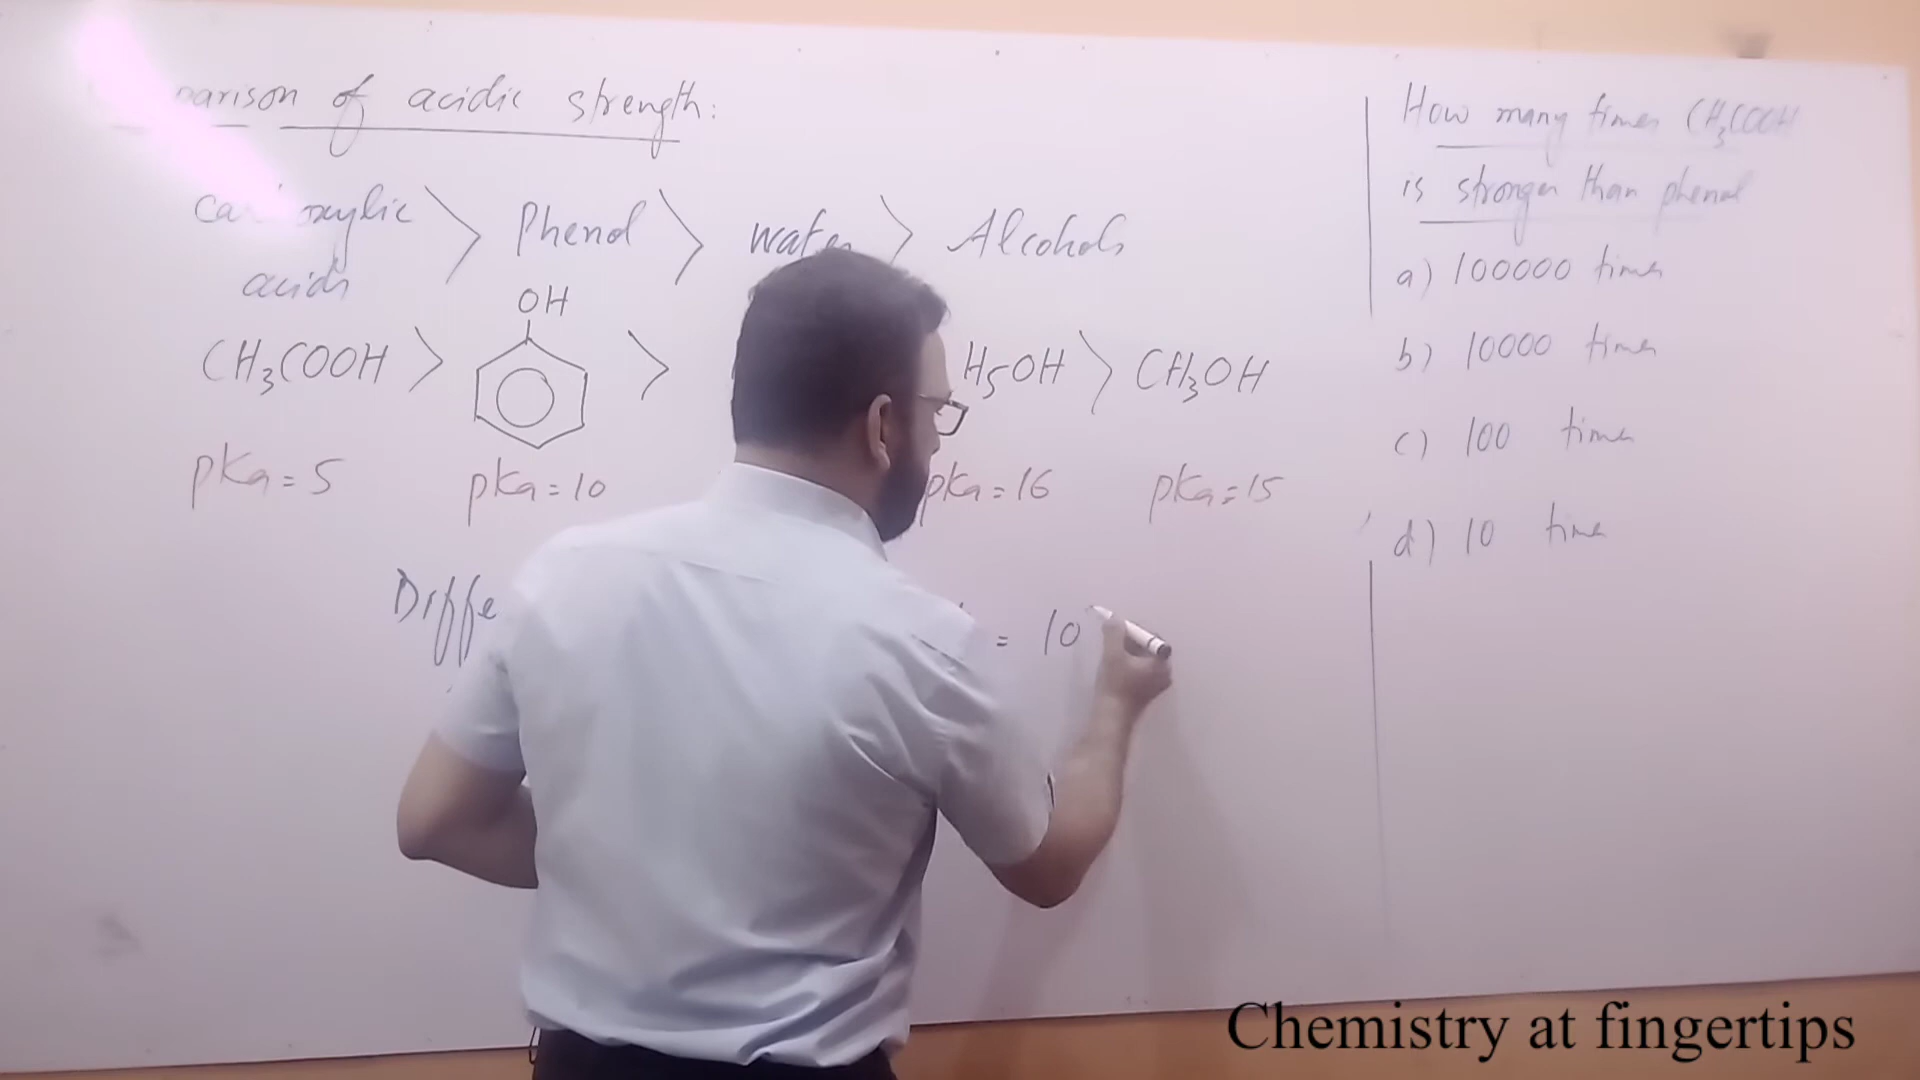 parison of acidic strength:
oxylic > Phenol > water > Alcohols
acids
OH
CH₃COOH > > H₅OH > CH₃OH
pKa = 5 pKa = 10 pKa = 16 pKa = 15
Diffe = 10
How many times CH₃COOH
is stronger than phenol
a) 100000 times
b) 10000 times
c) 100 times
d) 10 time
Chemistry at fingertips